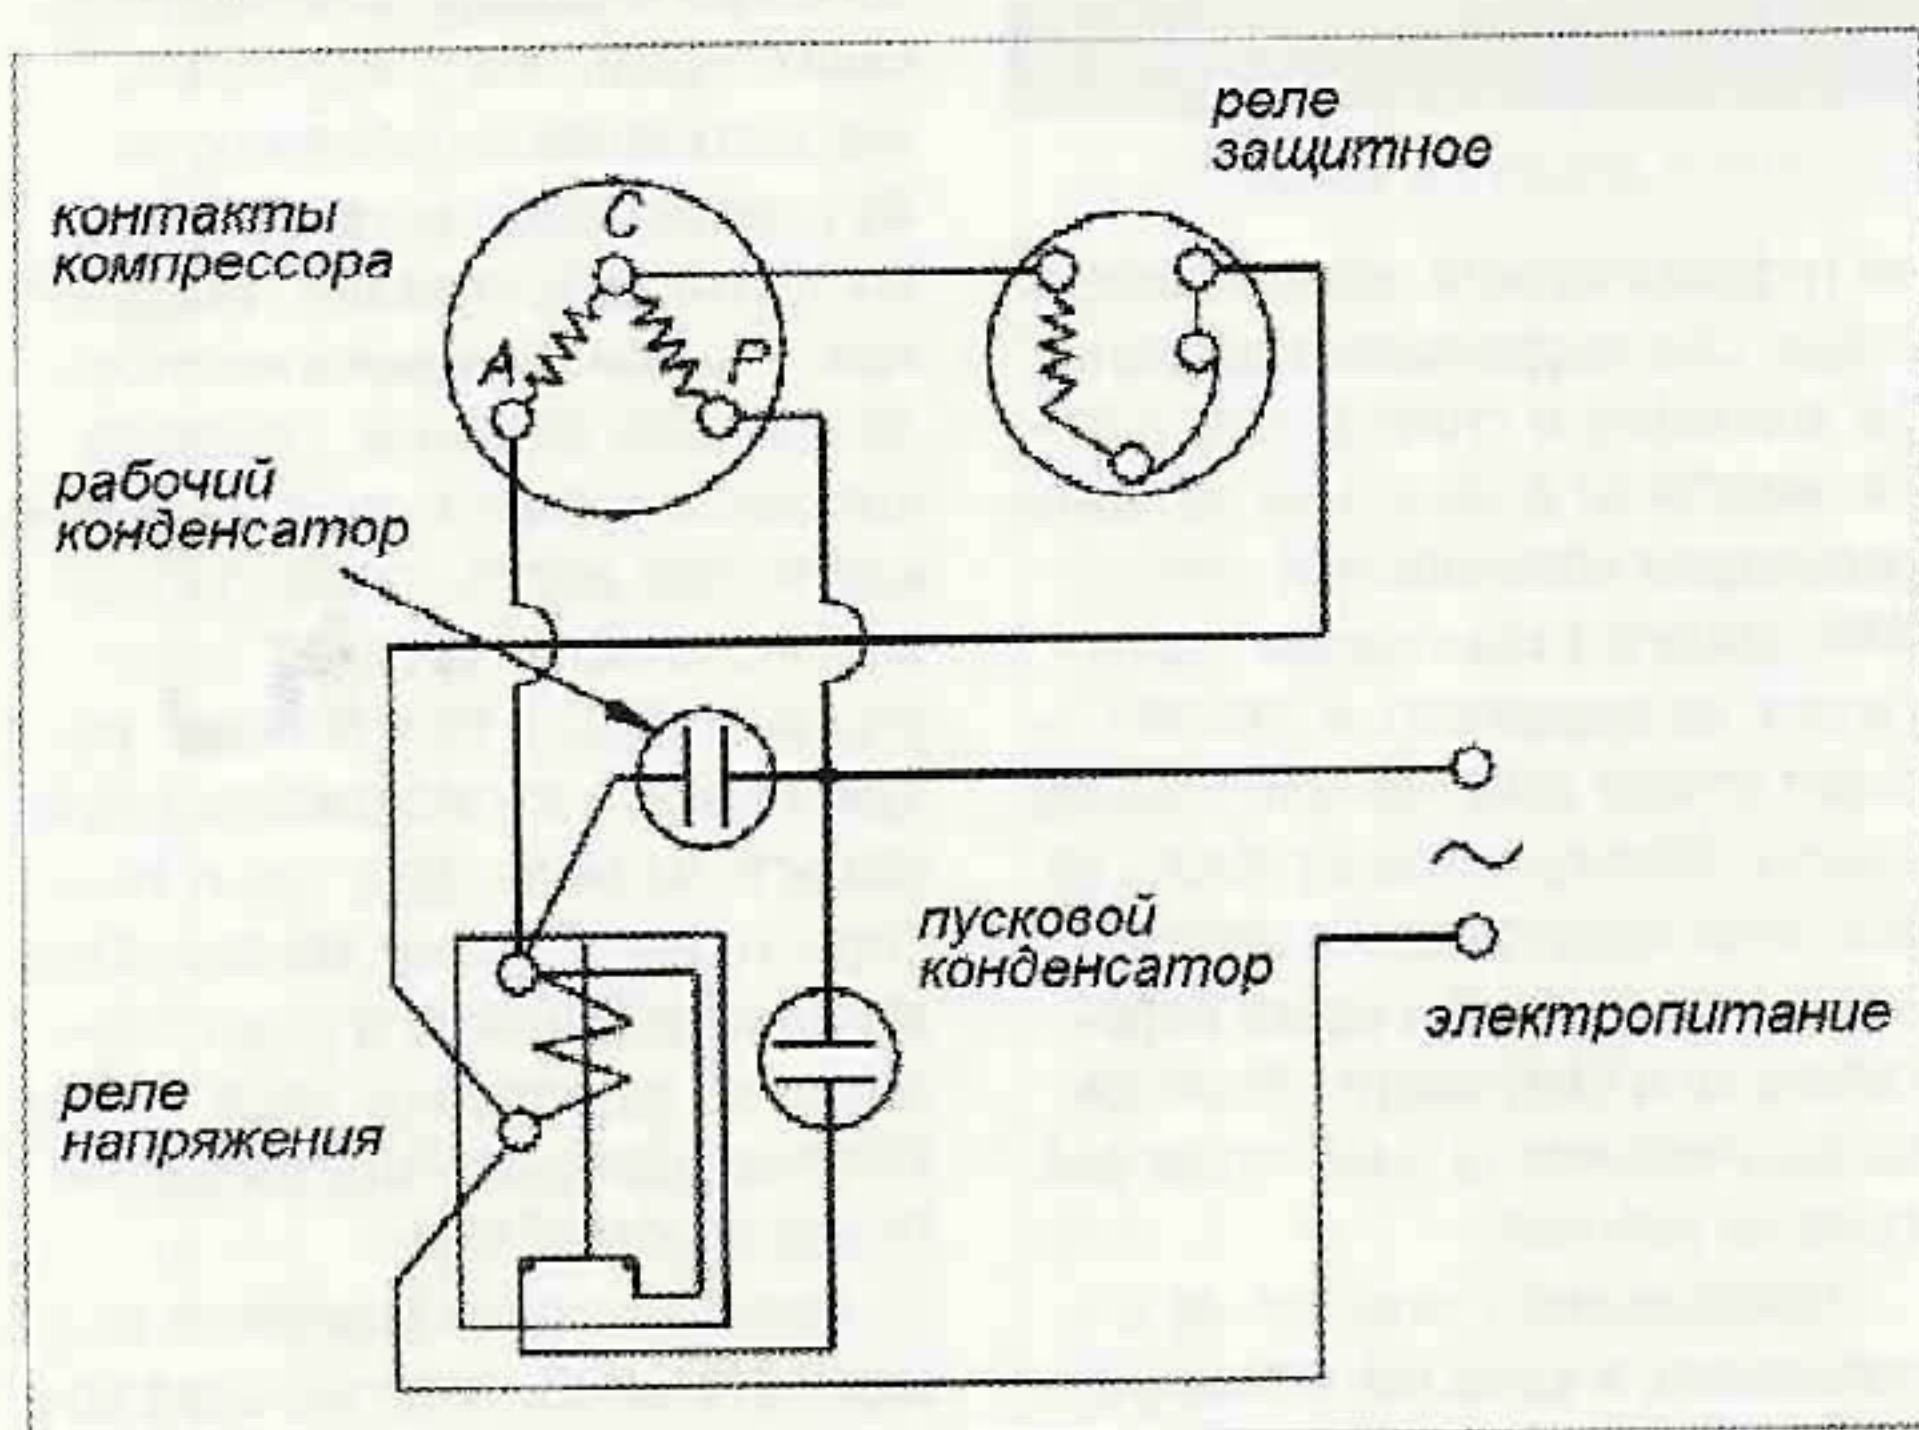 реле
защитное
контакты
компрессора
C
A
P
рабочий
конденсатор
пусковой
конденсатор
электропитание
реле
напряжения